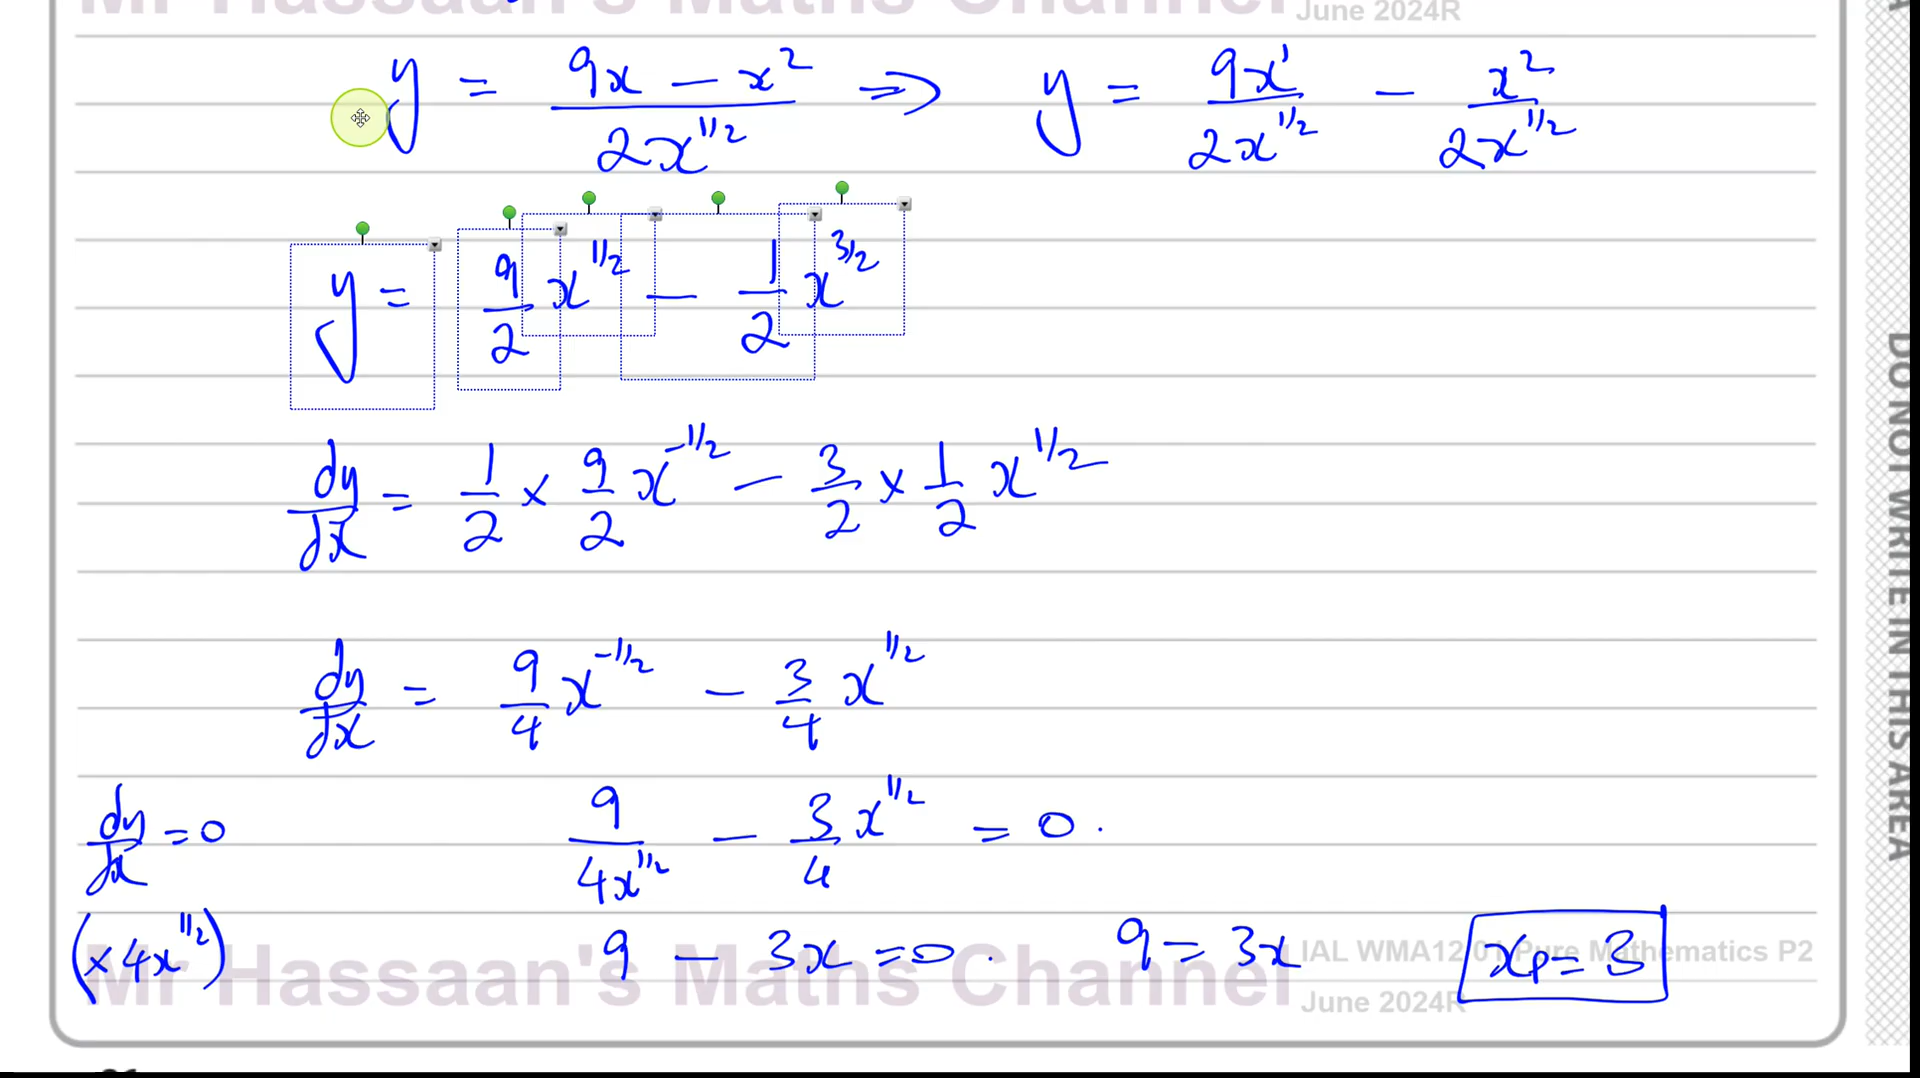 Mr Hassaan's Maths Channel
June 2024R
y = (9x - x²)/(2x^{1/2}) ⇒ y = 9x¹/(2x^{1/2}) - x²/(2x^{1/2})
y = 9/2 x^{1/2} - 1/2 x^{3/2}
dy/dx = 1/2 × 9/2 x^{-1/2} - 3/2 × 1/2 x^{1/2}
dy/dx = 9/4 x^{-1/2} - 3/4 x^{1/2}
dy/dx = 0 9/(4x^{1/2}) - 3/4 x^{1/2} = 0.
(×4x^{1/2}) 9 - 3x = 0. 9 = 3x x_P = 3
Mr Hassaan's Maths Channel
IAL WMA12/01 Pure Mathematics P2
June 2024R
DO NOT WRITE IN THIS AREA